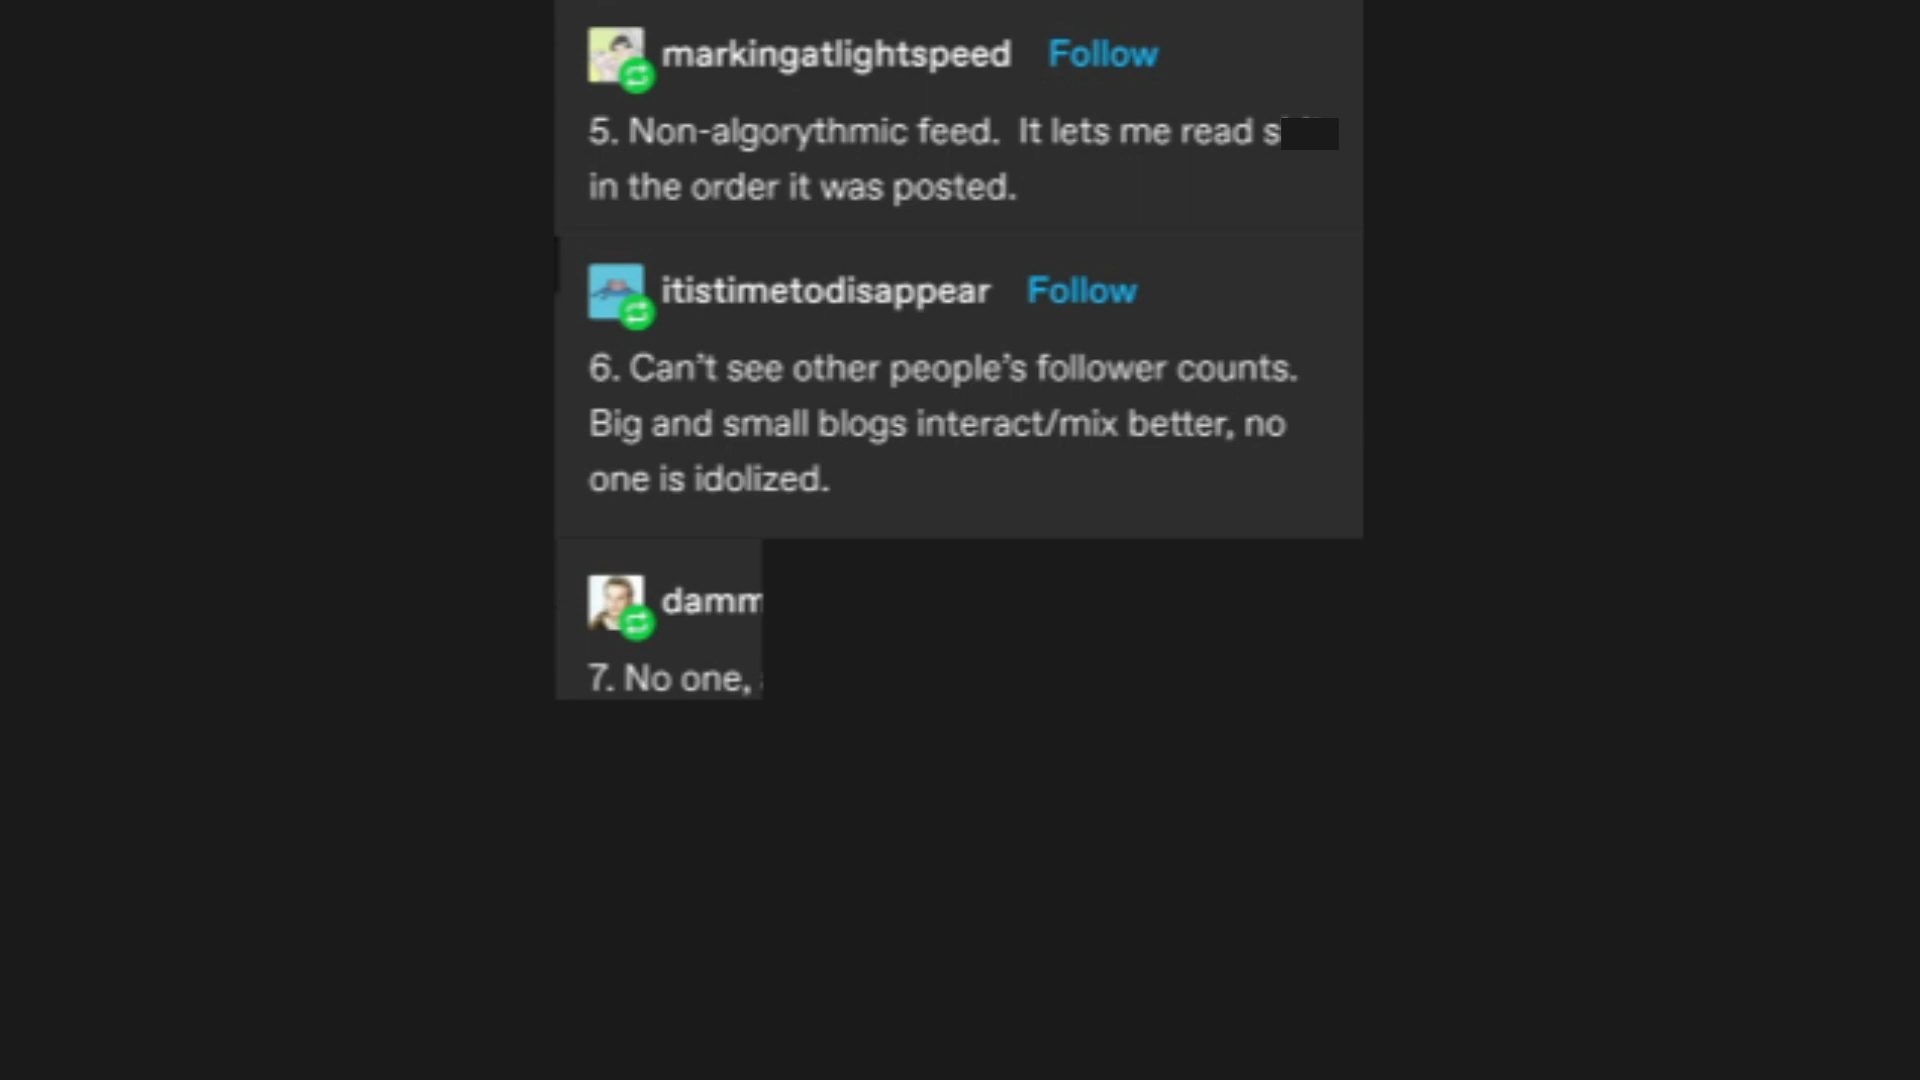 markingatlightspeed Follow
5. Non-algorythmic feed. It lets me read
in the order it was posted.
itistimetodisappear Follow
6. Can't see other people's follower counts.
Big and small blogs interact/mix better, no
one is idolized.
damm
7. No one,